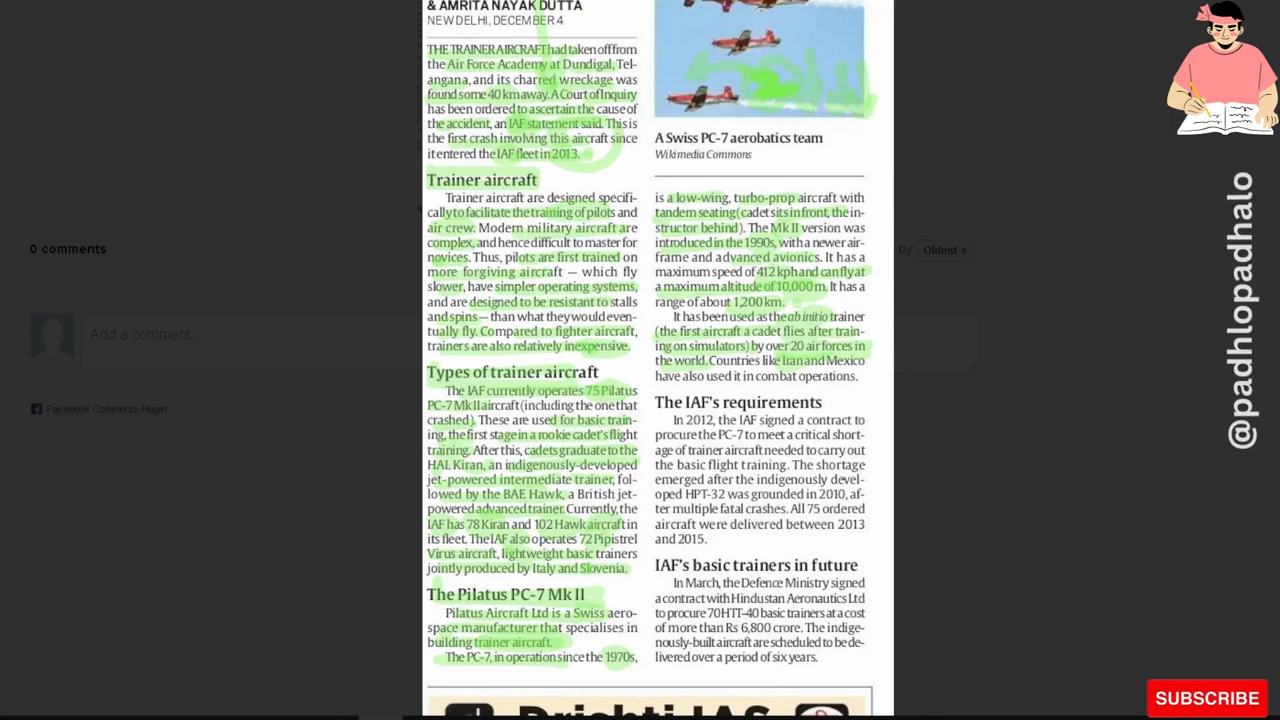 & AMRITA NAYAK DUTTA
NEW DELHI, DECEMBER 4
THE TRAINER AIRCRAFT had taken off from
the Air Force Academy at Dundigal, Tel-
angana, and its charred wreckage was
found some 40 km away. A Court of Inquiry
has been ordered to ascertain the cause of
the accident, an IAF statement said. This is
the first crash involving this aircraft since
it entered the IAF fleet in 2013.
Trainer aircraft
Trainer aircraft are designed specifi-
cally to facilitate the training of pilots and
air crew. Modern military aircraft are
complex, and hence difficult to master for
novices. Thus, pilots are first trained on
more forgiving aircraft — which fly
slower, have simpler operating systems,
and are designed to be resistant to stalls
and spins — than what they would even-
tually fly. Compared to fighter aircraft,
trainers are also relatively inexpensive.
Types of trainer aircraft
The IAF currently operates 75 Pilatus
PC-7 Mk II aircraft (including the one that
crashed). These are used for basic train-
ing, the first stage in a rookie cadet's flight
training. After this, cadets graduate to the
HAL Kiran, an indigenously-developed
jet-powered intermediate trainer, fol-
lowed by the BAE Hawk, a British jet-
powered advanced trainer. Currently, the
IAF has 78 Kiran and 102 Hawk aircraft in
its fleet. The IAF also operates 72 Pipistrel
Virus aircraft, lightweight basic trainers
jointly produced by Italy and Slovenia.
The Pilatus PC-7 Mk II
Pilatus Aircraft Ltd is a Swiss aero-
space manufacturer that specialises in
building trainer aircraft.
The PC-7, in operation since the 1970s,
A Swiss PC-7 aerobatics team
Wikimedia Commons
is a low-wing, turbo-prop aircraft with
tandem seating (cadet sits in front, the in-
structor behind). The Mk II version was
introduced in the 1990s, with a newer air-
frame and advanced avionics. It has a
maximum speed of 412 kph and can fly at
a maximum altitude of 10,000 m. It has a
range of about 1,200 km.
It has been used as the ab initio trainer
(the first aircraft a cadet flies after train-
ing on simulators) by over 20 air forces in
the world. Countries like Iran and Mexico
have also used it in combat operations.
The IAF's requirements
In 2012, the IAF signed a contract to
procure the PC-7 to meet a critical short-
age of trainer aircraft needed to carry out
the basic flight training. The shortage
emerged after the indigenously devel-
oped HPT-32 was grounded in 2010, af-
ter multiple fatal crashes. All 75 ordered
aircraft were delivered between 2013
and 2015.
IAF's basic trainers in future
In March, the Defence Ministry signed
a contract with Hindustan Aeronautics Ltd
to procure 70 HTT-40 basic trainers at a cost
of more than Rs 6,800 crore. The indige-
nously-built aircraft are scheduled to be de-
livered over a period of six years.
Drishti IAS
0 comments
by Oldest
Add a comment...
Facebook Comments Plugin
@padhlopadhalo
SUBSCRIBE